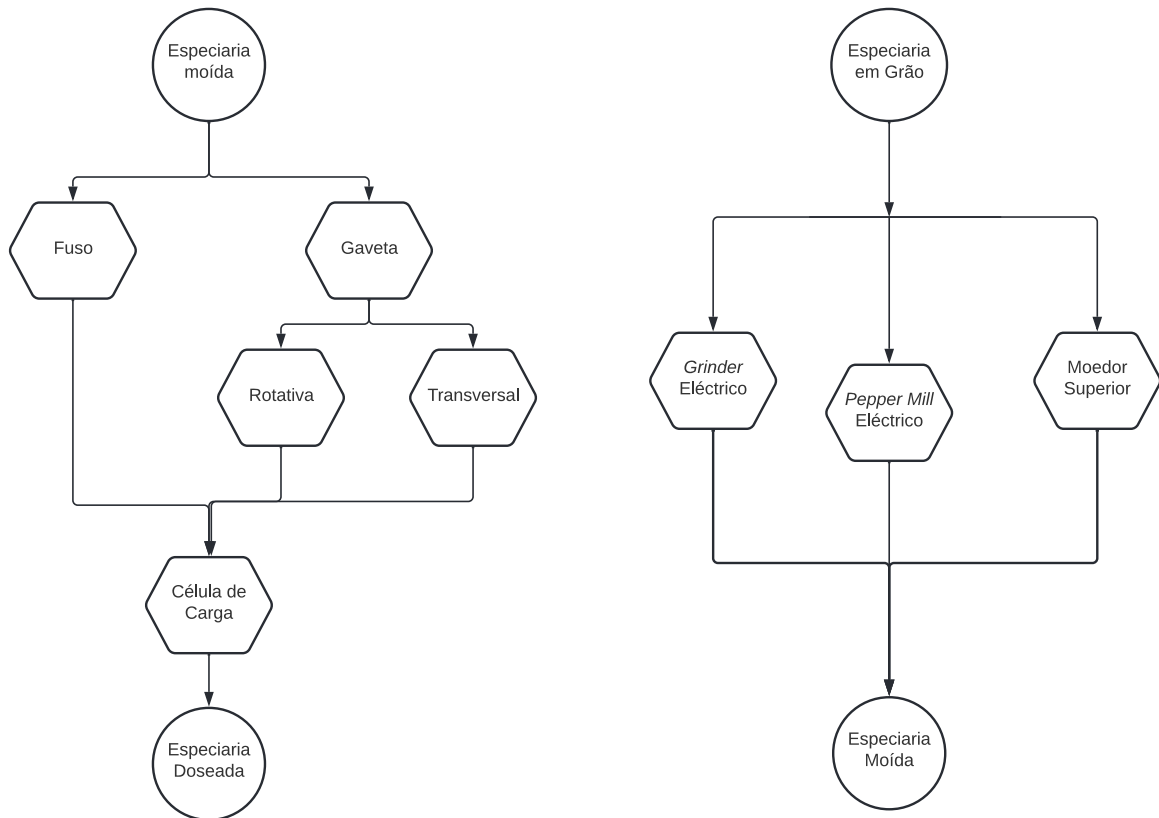 Especiaria
moída
Fuso
Gaveta
Rotativa
Transversal
Célula de
Carga
Especiaria
Doseada
Especiaria
em Grão
Grinder
Eléctrico
Pepper Mill
Eléctrico
Moedor
Superior
Especiaria
Moída